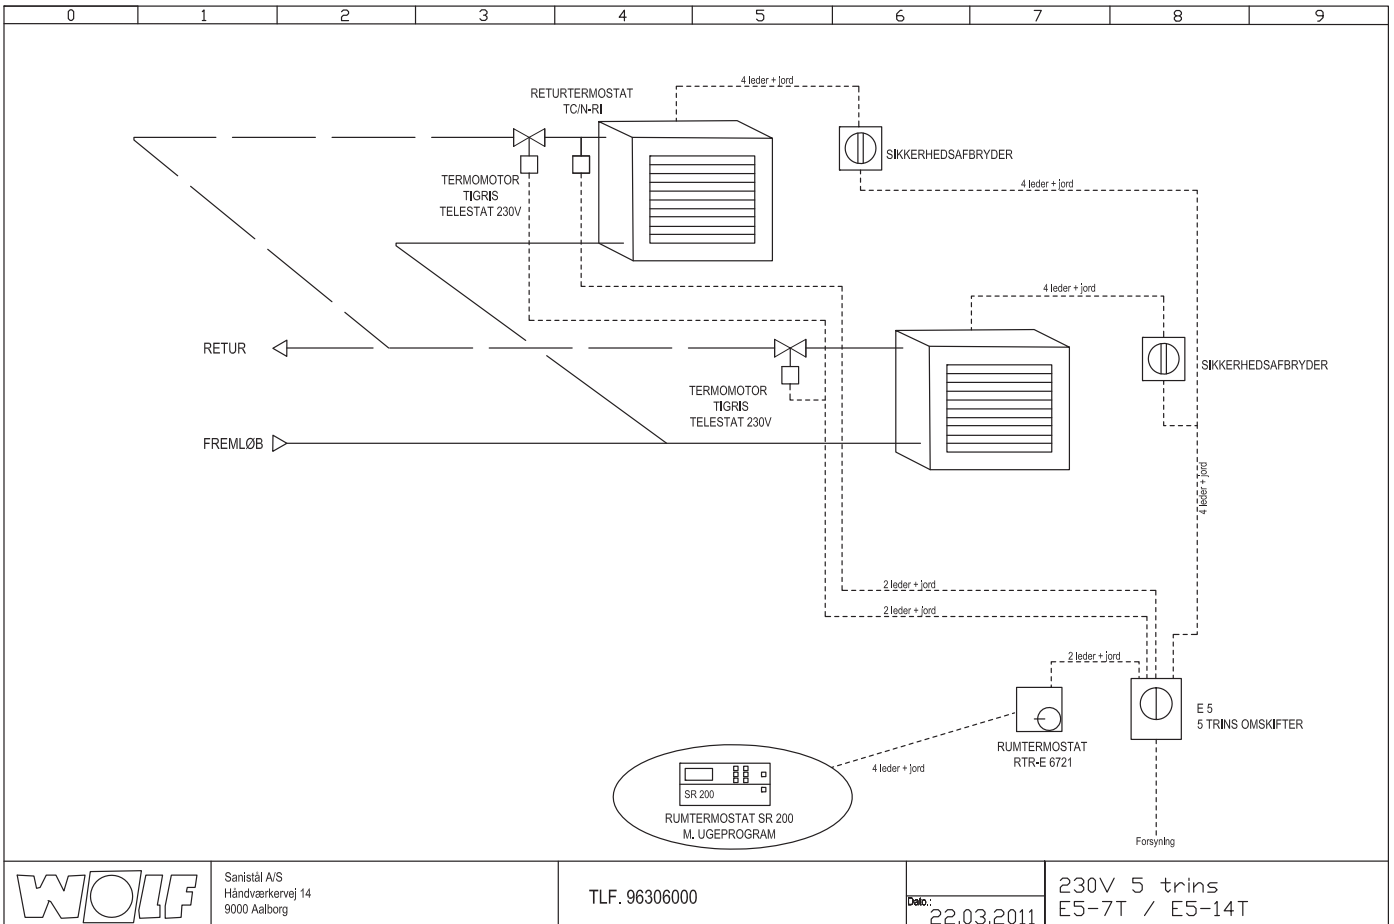 0 1 2 3 4 5 6 7 8 9
4 leder + jord
RETURTERMOSTAT
TC/N-RI
SIKKERHEDSAFBRYDER
TERMOMOTOR
TIGRIS
TELESTAT 230V
4 leder + jord
4 leder + jord
RETUR
SIKKERHEDSAFBRYDER
TERMOMOTOR
TIGRIS
TELESTAT 230V
FREMLØB
4 leder + jord
2 leder + jord
2 leder + jord
2 leder + jord
E 5
5 TRINS OMSKIFTER
RUMTERMOSTAT
RTR-E 6721
4 leder + jord
SR 200
RUMTERMOSTAT SR 200
M. UGEPROGRAM
Forsyning
WOLF
Sanistål A/S
Håndværkervej 14
9000 Aalborg
TLF. 96306000
Dato.:
22.03.2011
230V 5 trins
E5-7T / E5-14T